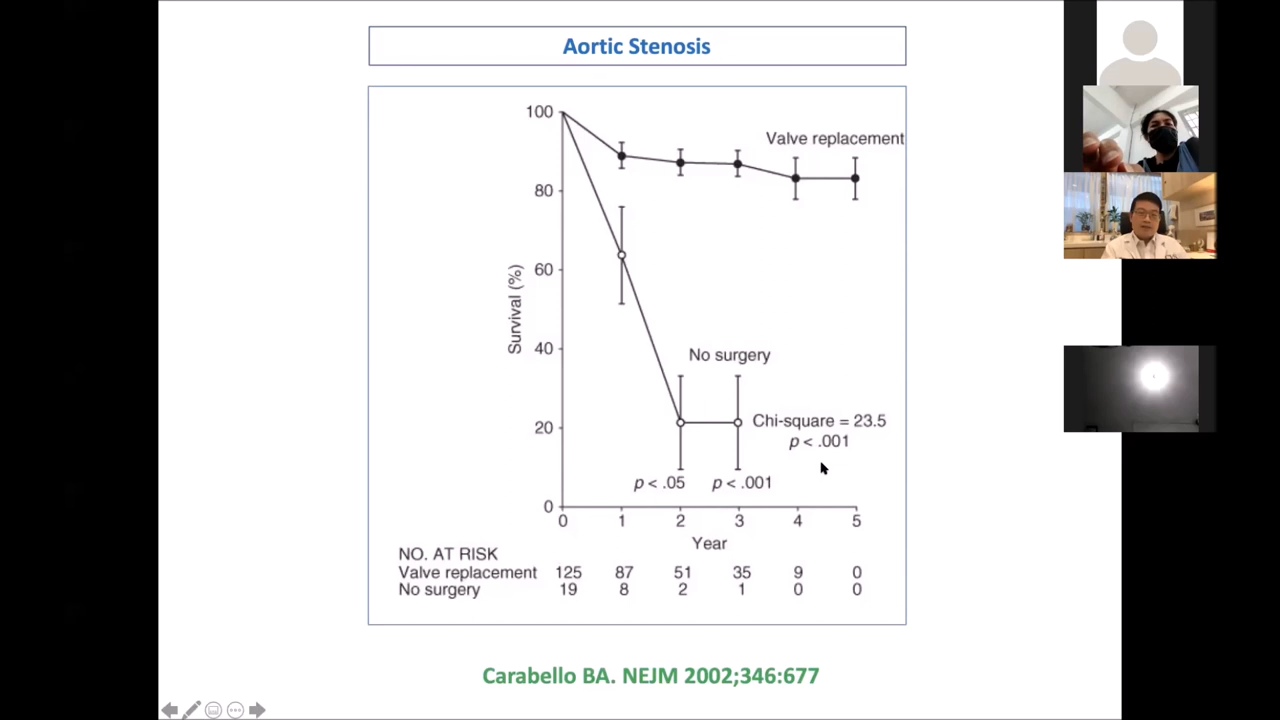 Aortic Stenosis
100
80
60
40
20
0
Survival (%)
Valve replacement
No surgery
Chi-square = 23.5
p < .001
p < .05 p < .001
0 1 2 3 4 5
Year
NO. AT RISK
Valve replacement 125 87 51 35 9 0
No surgery 19 8 2 1 0 0
Carabello BA. NEJM 2002;346:677